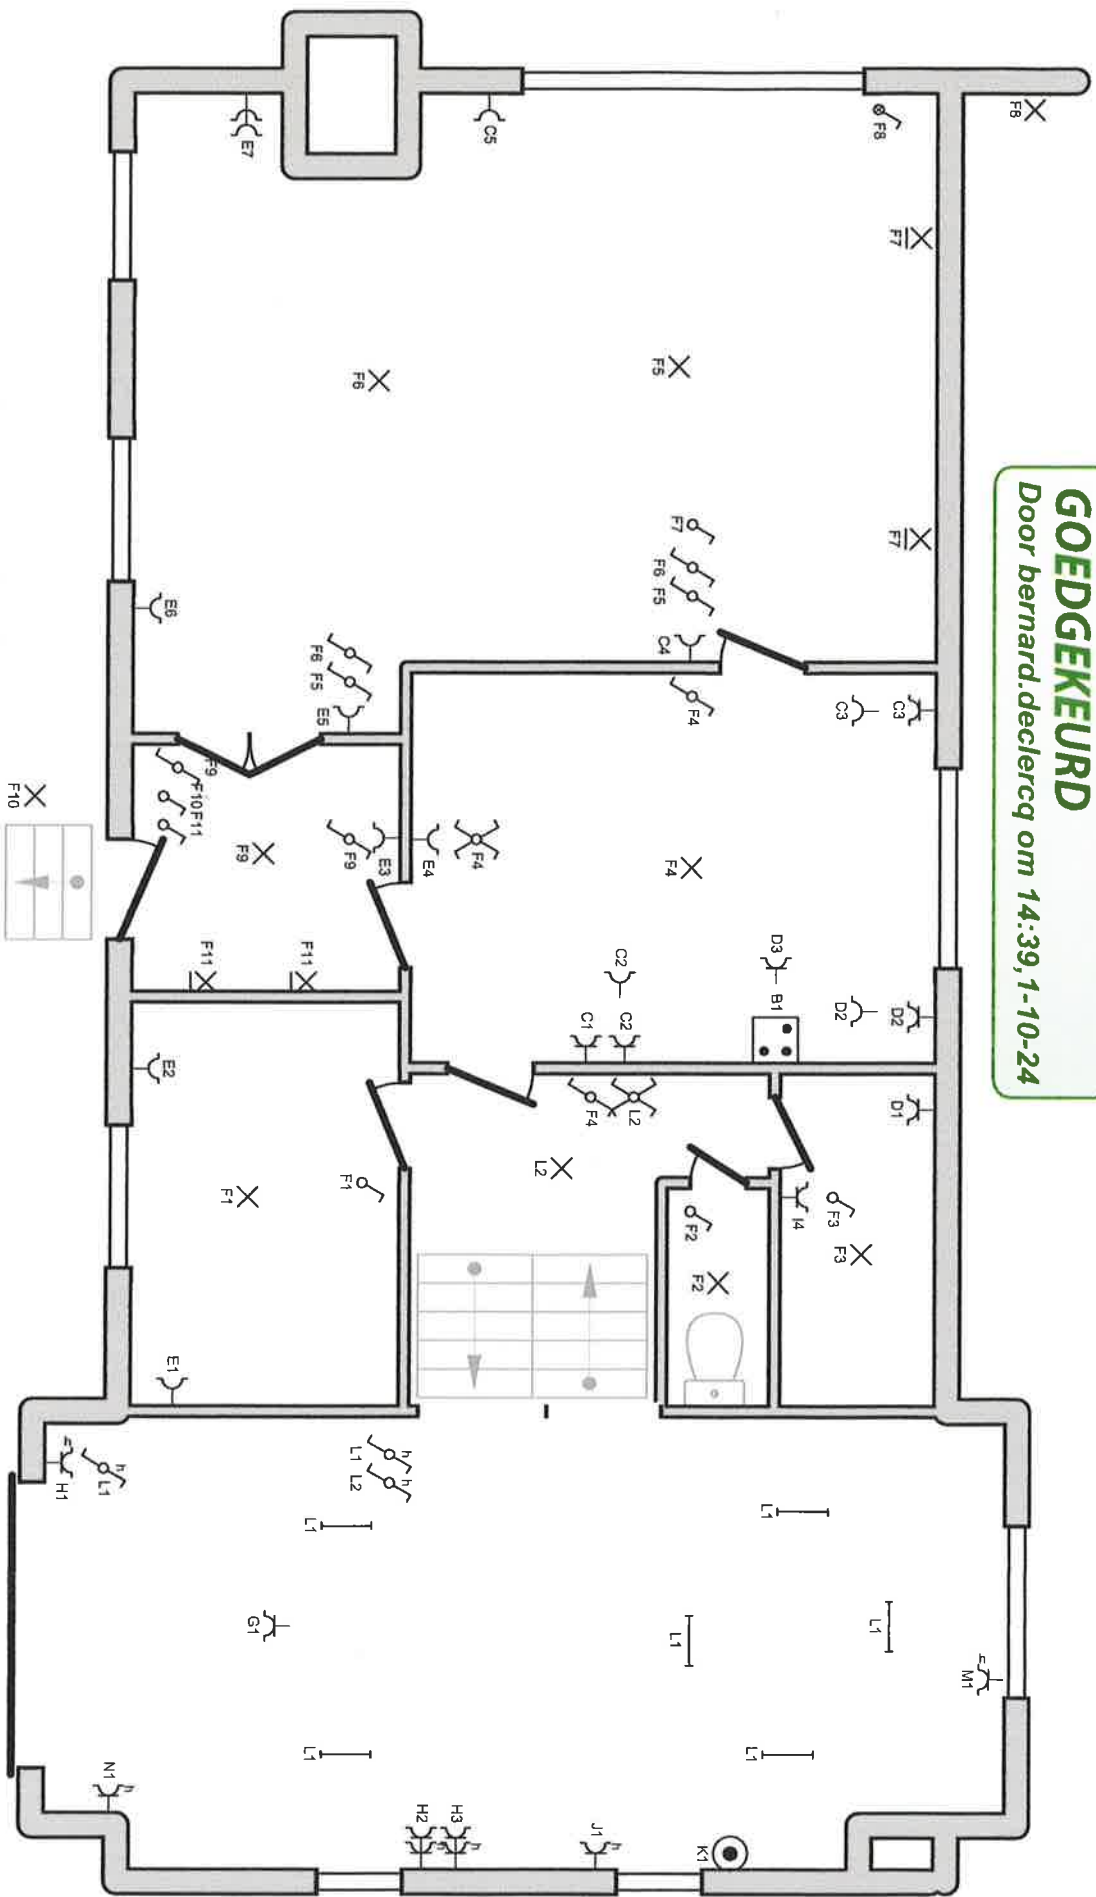 GOEDGEKEURD
Door bernard.declercq om 14:39, 1-10-24
F8
F8
C5
E7
F7
F7
F5
F6
F7
F6
F5
C4
F4
C3
C3
E6
F6
F5
E5
F9
F10
F11
F9
F9
E3
E4
F4
F4
F10
F11
F11
C2
C1
C2
D3
B1
D2
D2
D1
E2
F4
L2
L2
F1
F1
F2
F2
I4
F3
F3
E1
H1
h
L1
h
L1
h
L2
h
L1
L1
L1
L1
G1
M1
h
L1
L1
N1
h
H2
h
H3
h
J1
h
K1